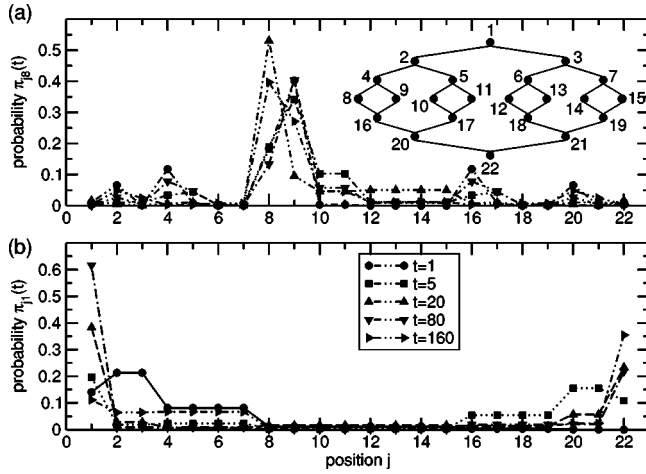 (a)
probability π_{j8}(t)
0.5
0.4
0.3
0.2
0.1
0
0 2 4 6 8 10 12 14 16 18 20 22
1
2 3
4 5 6 7
8 9 10 11 12 13 14 15
16 17 18 19
20 21
22
(b)
probability π_{j1}(t)
0.6
0.5
0.4
0.3
0.2
0.1
0
t=1
t=5
t=20
t=80
t=160
0 2 4 6 8 10 12 14 16 18 20 22
position j